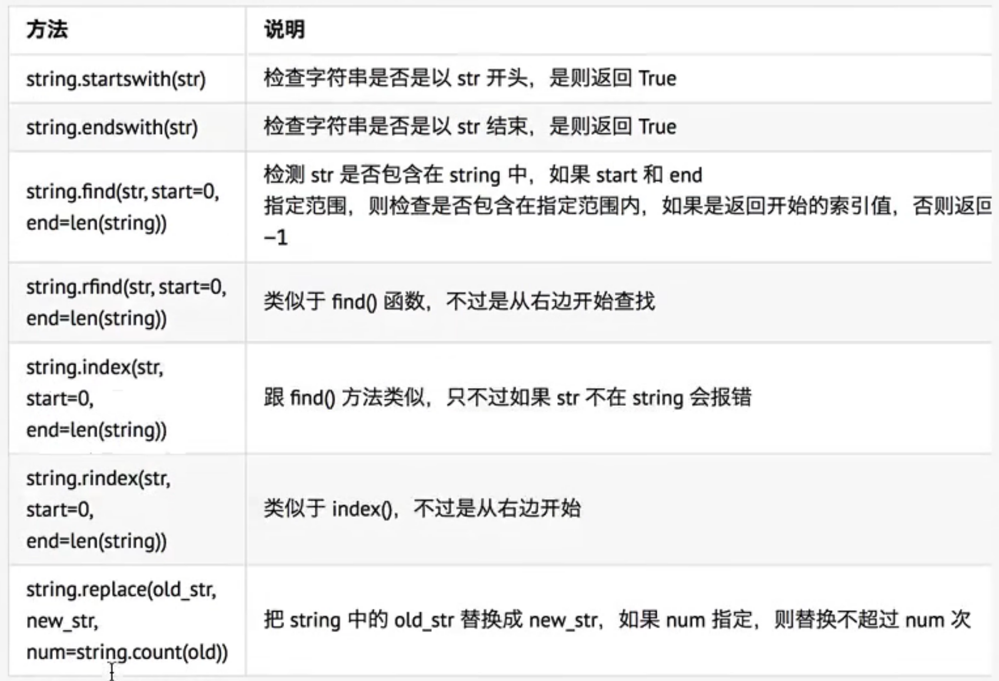 方法
说明
string.startswith(str)
检查字符串是否是以 str 开头，是则返回 True
string.endswith(str)
检查字符串是否是以 str 结束，是则返回 True
string.find(str, start=0,
end=len(string))
检测 str 是否包含在 string 中，如果 start 和 end
指定范围，则检查是否包含在指定范围内，如果是返回开始的索引值，否则返回
−1
string.rfind(str, start=0,
end=len(string))
类似于 find() 函数，不过是从右边开始查找
string.index(str,
start=0,
end=len(string))
跟 find() 方法类似，只不过如果 str 不在 string 会报错
string.rindex(str,
start=0,
end=len(string))
类似于 index()，不过是从右边开始
string.replace(old_str,
new_str,
num=string.count(old))
把 string 中的 old_str 替换成 new_str，如果 num 指定，则替换不超过 num 次